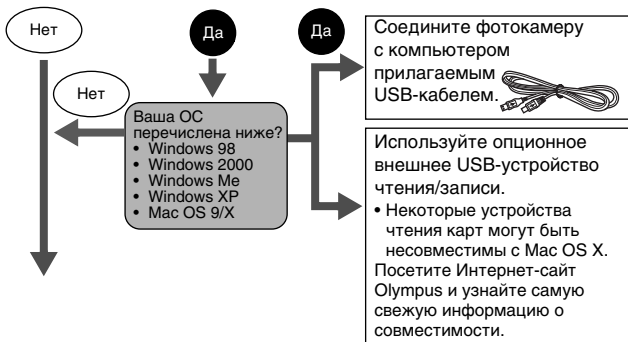 Нет
Да
Да
Соедините фотокамеру
с компьютером
прилагаемым
USB-кабелем.
Нет
Ваша ОС
перечислена ниже?
• Windows 98
• Windows 2000
• Windows Me
• Windows XP
• Mac OS 9/X
Используйте опционное
внешнее USB-устройство
чтения/записи.
• Некоторые устройства
чтения карт могут быть
несовместимы с Mac OS X.
Посетите Интернет-сайт
Olympus и узнайте самую
свежую информацию о
совместимости.